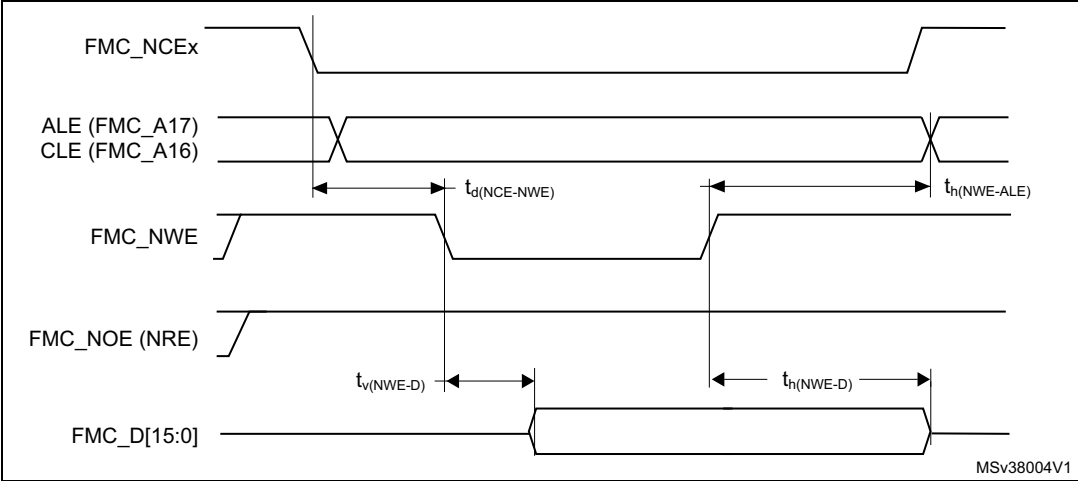 FMC_NCEx
ALE (FMC_A17)
CLE (FMC_A16)
td(NCE-NWE)
th(NWE-ALE)
FMC_NWE
FMC_NOE (NRE)
tv(NWE-D)
th(NWE-D)
FMC_D[15:0]
MSv38004V1